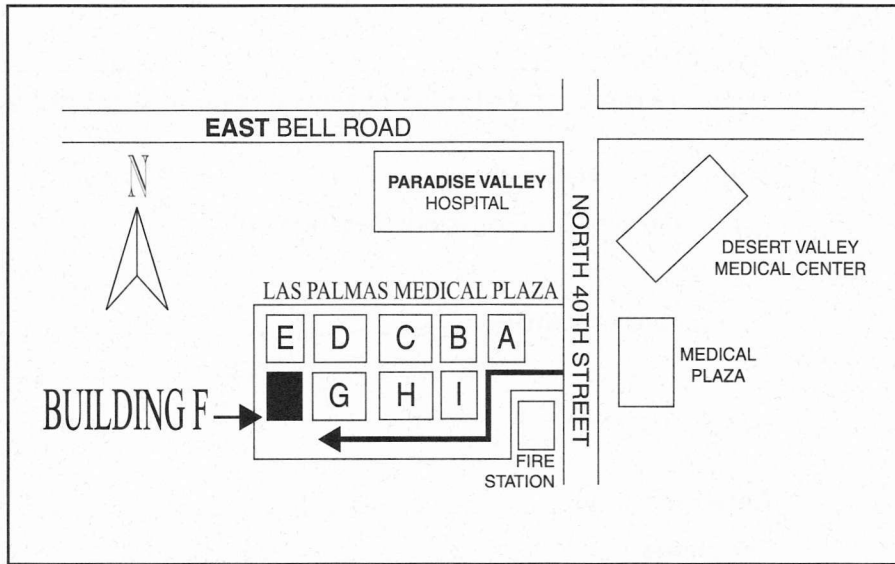 EAST BELL ROAD
N
PARADISE VALLEY
HOSPITAL
NORTH 40TH STREET
DESERT VALLEY
MEDICAL CENTER
LAS PALMAS MEDICAL PLAZA
E D C B A
MEDICAL
PLAZA
BUILDING F
G H I
FIRE
STATION